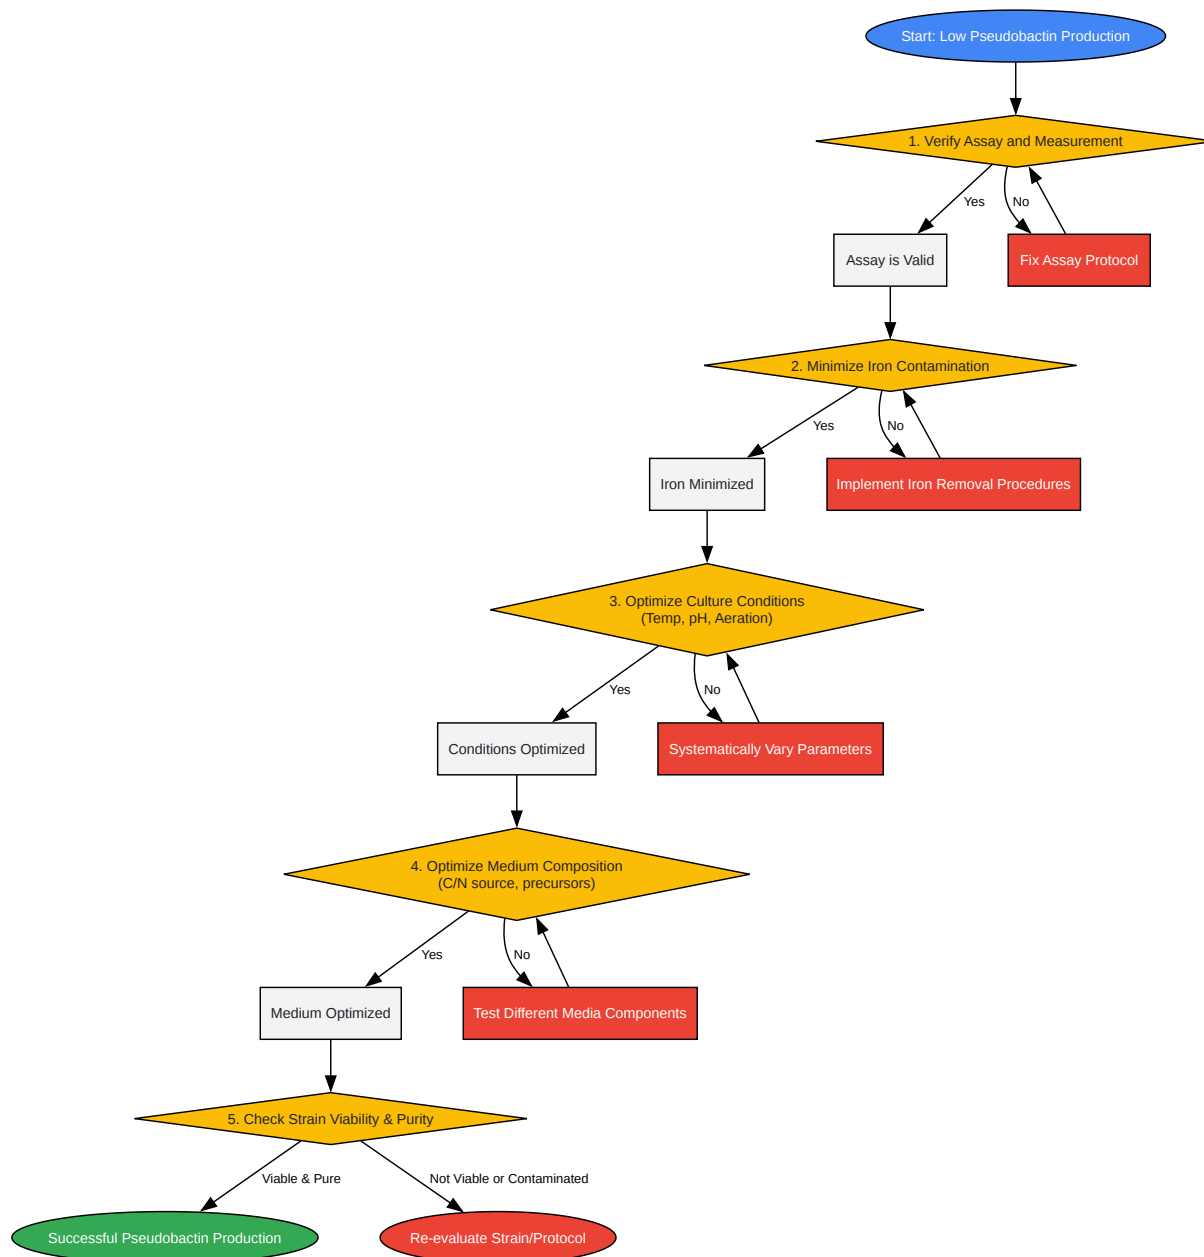 Start: Low Pseudobactin Production
1. Verify Assay and Measurement
Yes
No
Assay is Valid
Fix Assay Protocol
2. Minimize Iron Contamination
Yes
No
Iron Minimized
Implement Iron Removal Procedures
3. Optimize Culture Conditions
(Temp, pH, Aeration)
Yes
No
Conditions Optimized
Systematically Vary Parameters
4. Optimize Medium Composition
(C/N source, precursors)
Yes
No
Medium Optimized
Test Different Media Components
5. Check Strain Viability & Purity
Viable & Pure
Not Viable or Contaminated
Successful Pseudobactin Production
Re-evaluate Strain/Protocol